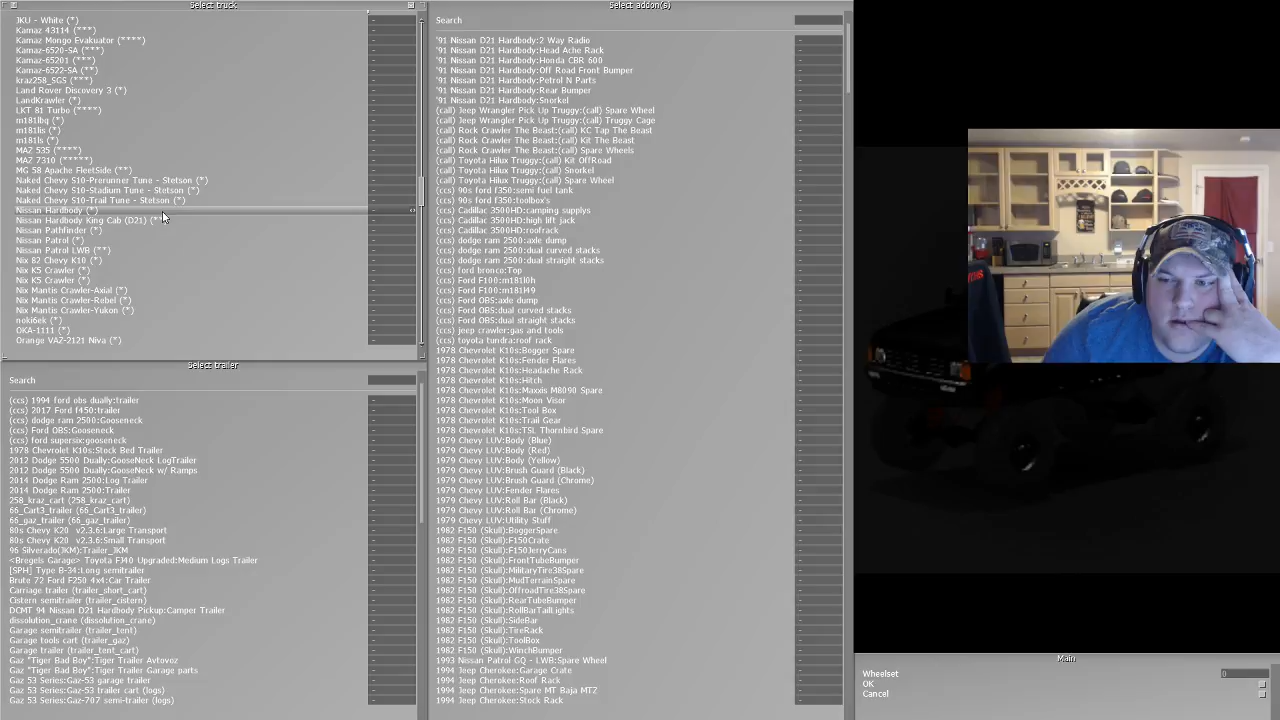 Select truck
JKU - White (*)
Kamaz 43114 (***)
Kamaz Mongo Evakuator (****)
Kamaz-6520-SA (***)
Kamaz-65201 (***)
Kamaz-6522-SA (**)
kraz258_SGS (***)
Land Rover Discovery 3 (*)
LandKrawler (*)
LKT 81 Turbo (****)
m181lbq (*)
m181lis (*)
m181ls (*)
MAZ 535 (****)
MAZ 7310 (*****)
MG 58 Apache FleetSide (**)
Naked Chevy S10-Prerunner Tune - Stetson (*)
Naked Chevy S10-Stadium Tune - Stetson (*)
Naked Chevy S10-Trail Tune - Stetson (*)
Nissan Hardbody (*)
Nissan Hardbody King Cab (D21) (*
Nissan Pathfinder (*)
Nissan Patrol (*)
Nissan Patrol LWB (**)
Nix 82 Chevy K10 (*)
Nix K5 Crawler (*)
Nix K5 Crawler (*)
Nix Mantis Crawler-Axial (*)
Nix Mantis Crawler-Rebel (*)
Nix Mantis Crawler-Yukon (*)
noki6ek (*)
OKA-1111 (*)
Orange VAZ-2121 Niva (*)
Select trailer
Search
(ccs) 1994 ford obs dually:trailer
(ccs) 2017 Ford f450:trailer
(ccs) dodge ram 2500:Gooseneck
(ccs) Ford OBS:Gooseneck
(ccs) ford supersix:gooseneck
1978 Chevrolet K10s:Stock Bed Trailer
2012 Dodge 5500 Dually:GooseNeck LogTrailer
2012 Dodge 5500 Dually:GooseNeck w/ Ramps
2014 Dodge Ram 2500:Log Trailer
2014 Dodge Ram 2500:Trailer
258_kraz_cart (258_kraz_cart)
66_Cart3_trailer (66_Cart3_trailer)
66_gaz_trailer (66_gaz_trailer)
80s Chevy K20  v2.3.6:Large Transport
80s Chevy K20  v2.3.6:Small Transport
96 Silverado(JKM):Trailer_JKM
<Bregels Garage> Toyota FJ40 Upgraded:Medium Logs Trailer
[SPH] Type B-34:Long semitrailer
Brute 72 Ford F250 4x4:Car Trailer
Carriage trailer (trailer_short_cart)
Cistern semitrailer (trailer_cistern)
DCMT 94 Nissan D21 Hardbody Pickup:Camper Trailer
dissolution_crane (dissolution_crane)
Garage semitrailer (trailer_tent)
Garage tools cart (trailer_gaz)
Garage trailer (trailer_tent_cart)
Gaz "Tiger Bad Boy":Tiger Trailer Avtovoz
Gaz "Tiger Bad Boy":Tiger Trailer Garage parts
Gaz 53 Series:Gaz-53 garage trailer
Gaz 53 Series:Gaz-53 trailer cart (logs)
Gaz 53 Series:Gaz-707 semi-trailer (logs)
Select addon(s)
Search
'91 Nissan D21 Hardbody:2 Way Radio
'91 Nissan D21 Hardbody:Head Ache Rack
'91 Nissan D21 Hardbody:Honda CBR 600
'91 Nissan D21 Hardbody:Off Road Front Bumper
'91 Nissan D21 Hardbody:Petrol N Parts
'91 Nissan D21 Hardbody:Rear Bumper
'91 Nissan D21 Hardbody:Snorkel
(call) Jeep Wrangler Pick Up Truggy:(call) Spare Wheel
(call) Jeep Wrangler Pick Up Truggy:(call) Truggy Cage
(call) Rock Crawler The Beast:(call) KC Tap The Beast
(call) Rock Crawler The Beast:(call) Kit The Beast
(call) Rock Crawler The Beast:(call) Spare Wheels
(call) Toyota Hilux Truggy:(call) Kit OffRoad
(call) Toyota Hilux Truggy:(call) Snorkel
(call) Toyota Hilux Truggy:(call) Spare Wheel
(ccs) 90s ford f350:semi fuel tank
(ccs) 90s ford f350:toolbox's
(ccs) Cadillac 3500HD:camping supplys
(ccs) Cadillac 3500HD:high lift jack
(ccs) Cadillac 3500HD:roofrack
(ccs) dodge ram 2500:axle dump
(ccs) dodge ram 2500:dual curved stacks
(ccs) dodge ram 2500:dual straight stacks
(ccs) ford bronco:Top
(ccs) Ford F100:m181l0h
(ccs) Ford F100:m181H9
(ccs) Ford OBS:axle dump
(ccs) Ford OBS:dual curved stacks
(ccs) Ford OBS:dual straight stacks
(ccs) jeep crawler:gas and tools
(ccs) toyota tundra:roof rack
1978 Chevrolet K10s:Bogger Spare
1978 Chevrolet K10s:Fender Flares
1978 Chevrolet K10s:Headache Rack
1978 Chevrolet K10s:Hitch
1978 Chevrolet K10s:Maxxis M8090 Spare
1978 Chevrolet K10s:Moon Visor
1978 Chevrolet K10s:Tool Box
1978 Chevrolet K10s:Trail Gear
1978 Chevrolet K10s:TSL Thornbird Spare
1979 Chevy LUV:Body (Blue)
1979 Chevy LUV:Body (Red)
1979 Chevy LUV:Body (Yellow)
1979 Chevy LUV:Brush Guard (Black)
1979 Chevy LUV:Brush Guard (Chrome)
1979 Chevy LUV:Fender Flares
1979 Chevy LUV:Roll Bar (Black)
1979 Chevy LUV:Roll Bar (Chrome)
1979 Chevy LUV:Utility Stuff
1982 F150 (Skull):BoggerSpare
1982 F150 (Skull):F150Crate
1982 F150 (Skull):F150JerryCans
1982 F150 (Skull):FrontTubeBumper
1982 F150 (Skull):MilitaryTire38Spare
1982 F150 (Skull):MudTerrainSpare
1982 F150 (Skull):OffroadTire38Spare
1982 F150 (Skull):RearTubeBumper
1982 F150 (Skull):RollBarTailLights
1982 F150 (Skull):SideBar
1982 F150 (Skull):TireRack
1982 F150 (Skull):ToolBox
1982 F150 (Skull):WinchBumper
1993 Nissan Patrol GQ - LWB:Spare Wheel
1994 Jeep Cherokee:Garage Crate
1994 Jeep Cherokee:Roof Rack
1994 Jeep Cherokee:Spare MT Baja MTZ
1994 Jeep Cherokee:Stock Rack
Wheelset
0
OK
Cancel